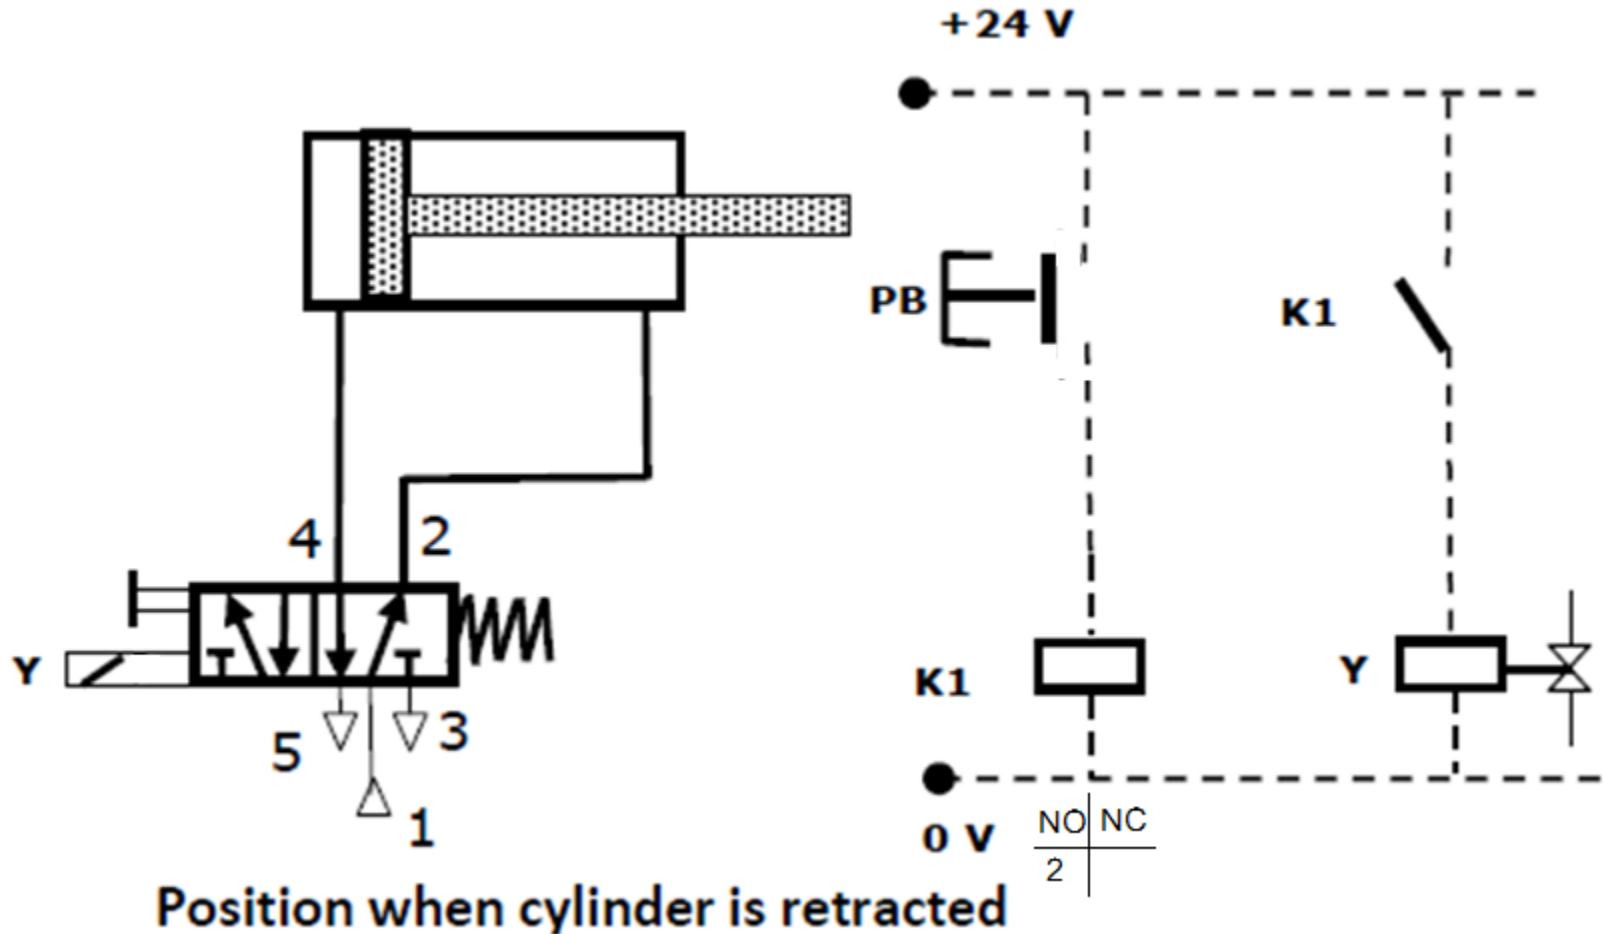 +24 V
PB
K1
4
2
Y
K1
Y
5
3
1
0 V
NO NC
2
Position when cylinder is retracted